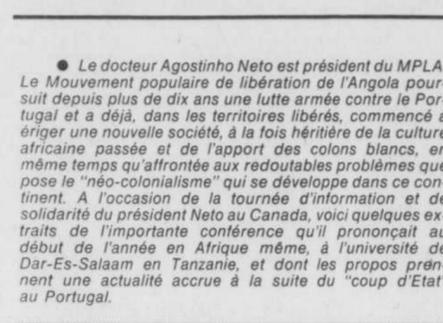 ● Le docteur Agostinho Neto est président du MPLA.
Le Mouvement populaire de libération de l'Angola pour-
suit depuis plus de dix ans une lutte armée contre le Por-
tugal et a déjà, dans les territoires libérés, commencé à
ériger une nouvelle société, à la fois héritière de la culture
africaine passée et de l'apport des colons blancs, en
même temps qu'affrontée aux redoutables problèmes que
pose le "néo-colonialisme" qui se développe dans ce con-
tinent. A l'occasion de la tournée d'information et de
solidarité du président Neto au Canada, voici quelques ex-
traits de l'importante conférence qu'il prononçait au
début de l'année en Afrique même, à l'université de
Dar-Es-Salaam en Tanzanie, et dont les propos pren-
nent une actualité accrue à la suite du "coup d'Etat"
au Portugal.